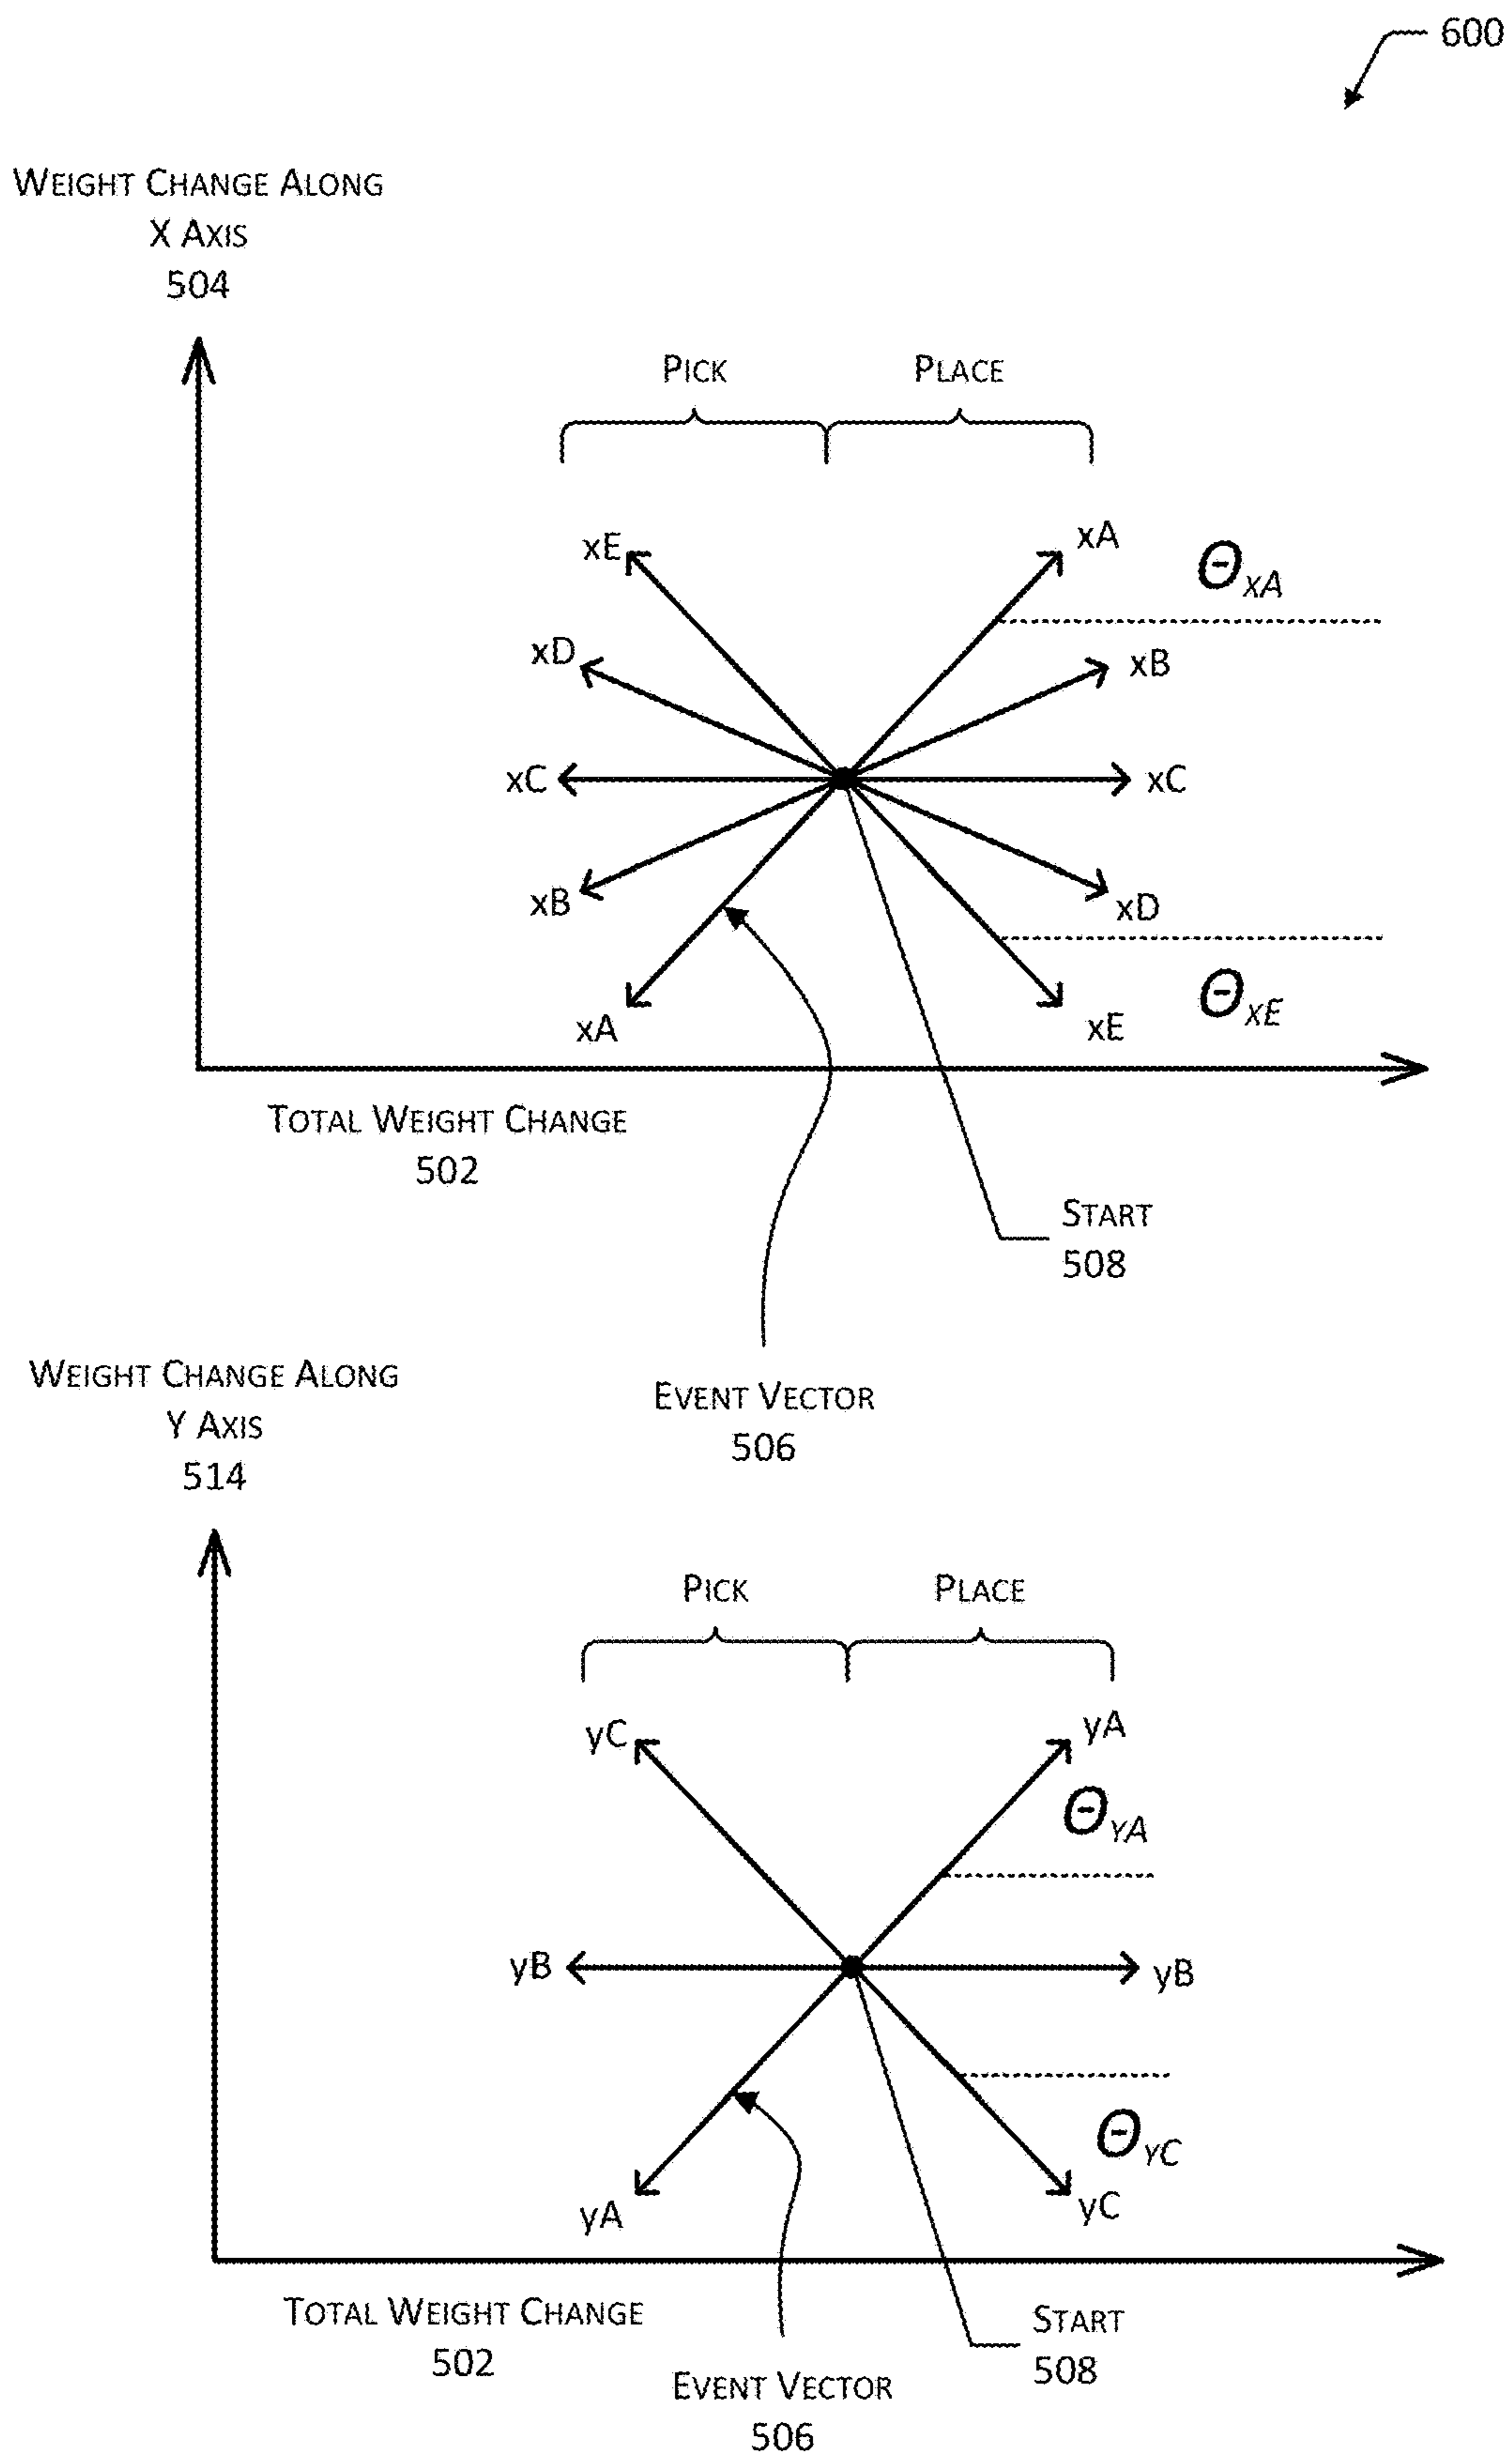 600
WEIGHT CHANGE ALONG
X AXIS
504
PICK
PLACE
xE
xA
ΘxA
xD
xB
xC
xC
xB
xD
xA
xE
ΘxE
TOTAL WEIGHT CHANGE
502
START
508
EVENT VECTOR
506
WEIGHT CHANGE ALONG
Y AXIS
514
PICK
PLACE
yC
yA
ΘYA
yB
yB
ΘYC
yA
yC
TOTAL WEIGHT CHANGE
502
START
508
EVENT VECTOR
506